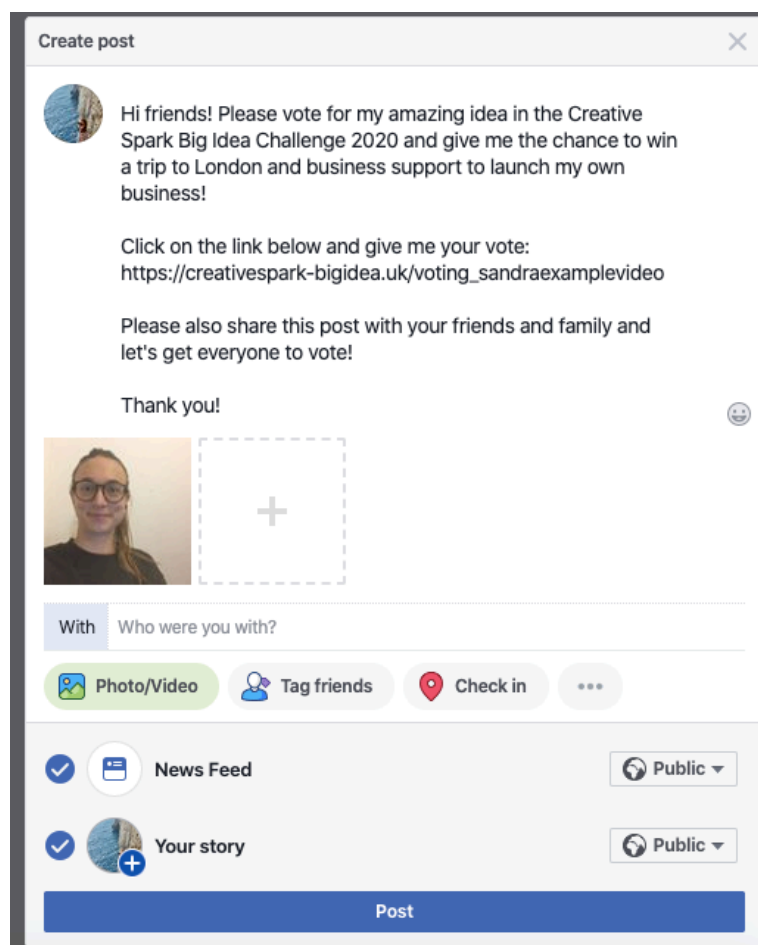 Create post
Hi friends! Please vote for my amazing idea in the Creative
Spark Big Idea Challenge 2020 and give me the chance to win
a trip to London and business support to launch my own
business!
Click on the link below and give me your vote:
https://creativespark-bigidea.uk/voting_sandraexamplevideo
Please also share this post with your friends and family and
let's get everyone to vote!
Thank you!
With Who were you with?
Photo/Video Tag friends Check in
News Feed Public
Your story Public
Post